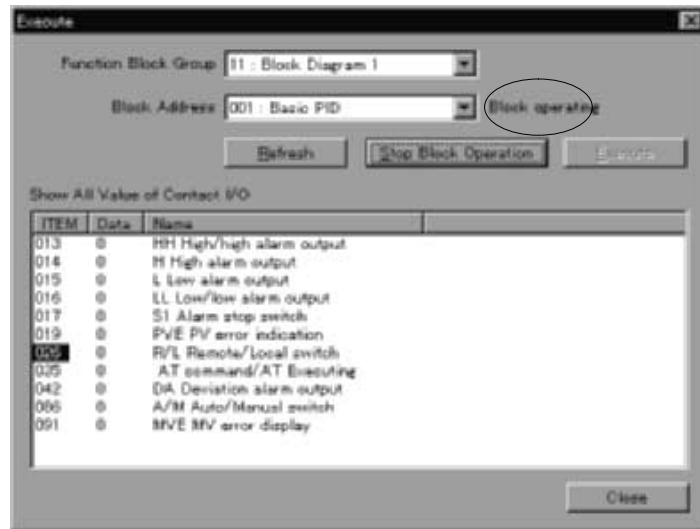 Execute
Function Block Group 11 : Block Diagram 1
Block Address 001 : Basic PID Block operating
Refresh Stop Block Operation Execute
Show All Value of Contact I/O
ITEM Data Name
013 0 HH High/high alarm output
014 0 H High alarm output
015 0 L Low alarm output
016 0 LL Low/low alarm output
017 0 S1 Alarm stop switch
019 0 PVE PV error indication
0 R/L Remote/Local switch
035 0 AT command/AT Executing
042 0 DA Deviation alarm output
086 0 A/M Auto/Manual switch
091 0 MVE MV error display
Close